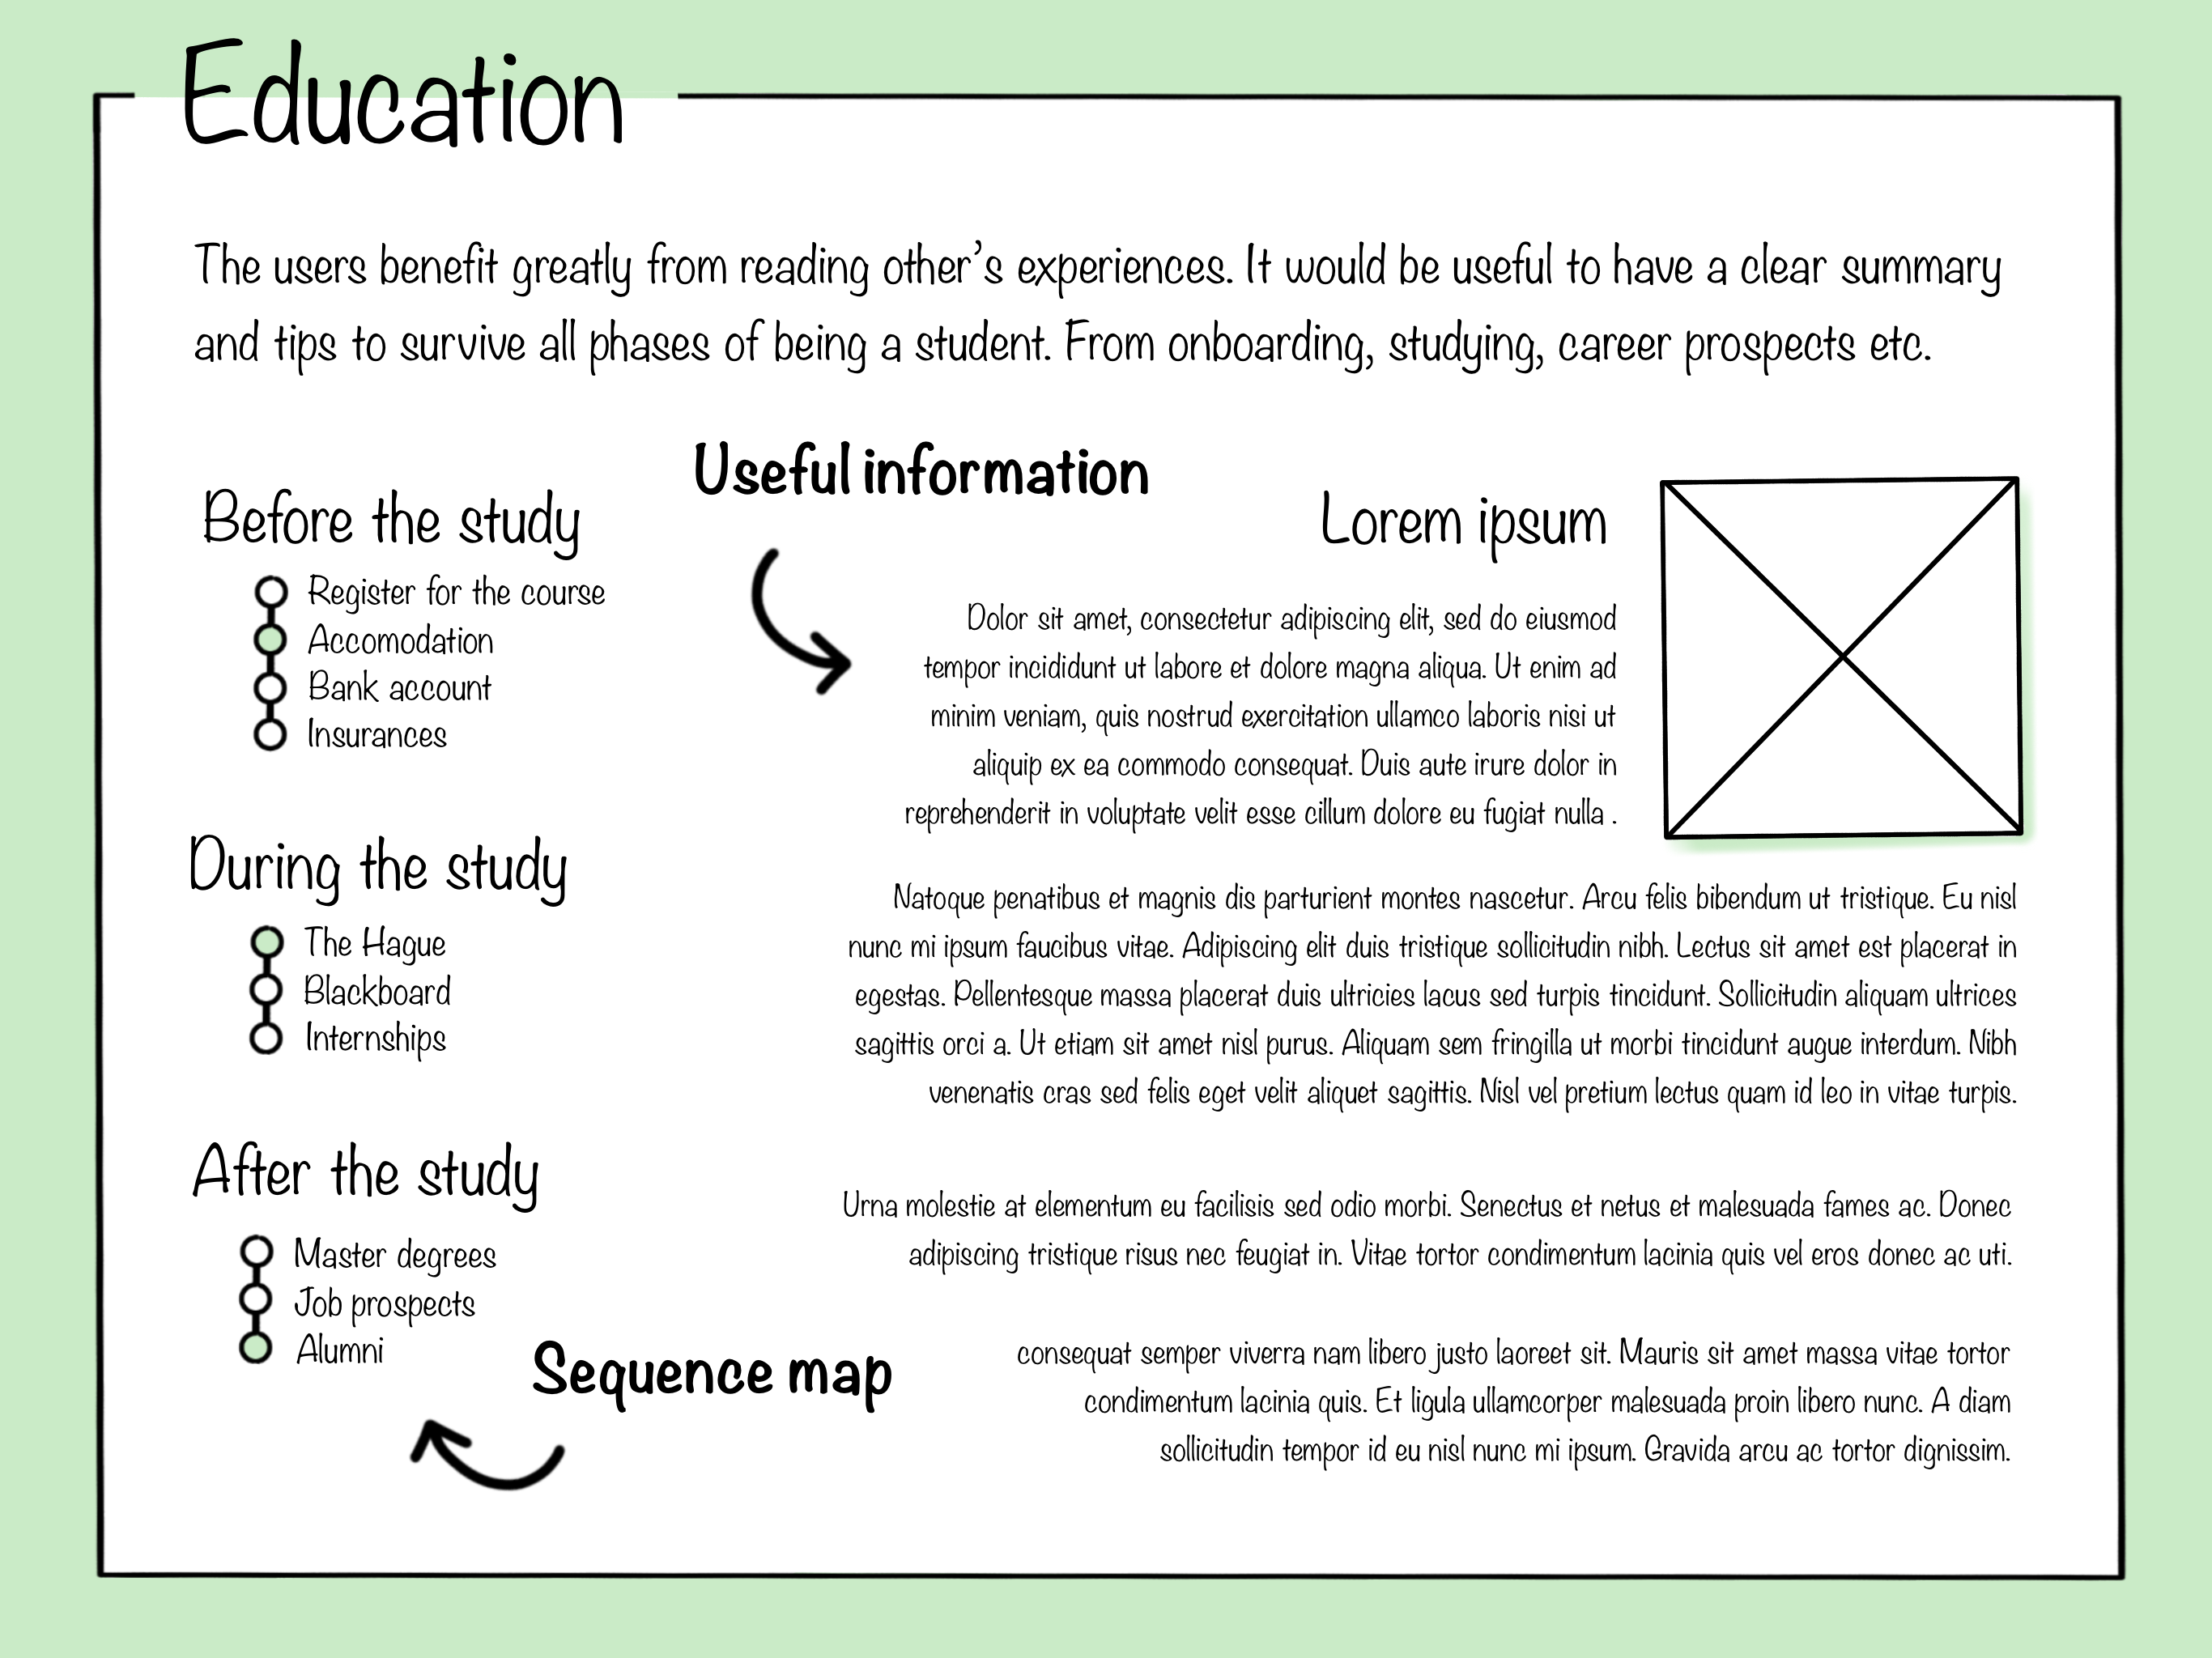 Education
The users benefit greatly from reading other's experiences. It would be useful to have a clear summary
and tips to survive all phases of being a student. From onboarding, studying, career prospects etc.
Before the study
Register for the course
Accomodation
Bank account
Insurances
During the study
The Hague
Blackboard
Internships
After the study
Master degrees
Job prospects
Alumni
Sequence map
Useful information
Lorem ipsum
Dolor sit amet, consectetur adipiscing elit, sed do eiusmod
tempor incididunt ut labore et dolore magna aliqua. Ut enim ad
minim veniam, quis nostrud exercitation ullamco laboris nisi ut
aliquip ex ea commodo consequat. Duis aute irure dolor in
reprehenderit in voluptate velit esse cillum dolore eu fugiat nulla .
Natoque penatibus et magnis dis parturient montes nascetur. Arcu felis bibendum ut tristique. Eu nisl
nunc mi ipsum faucibus vitae. Adipiscing elit duis tristique sollicitudin nibh. Lectus sit amet est placerat in
egestas. Pellentesque massa placerat duis ultricies lacus sed turpis tincidunt. Sollicitudin aliquam ultrices
sagittis orci a. Ut etiam sit amet nisl purus. Aliquam sem fringilla ut morbi tincidunt augue interdum. Nibh
venenatis cras sed felis eget velit aliquet sagittis. Nisl vel pretium lectus quam id leo in vitae turpis.
Urna molestie at elementum eu facilisis sed odio morbi. Senectus et netus et malesuada fames ac. Donec
adipiscing tristique risus nec feugiat in. Vitae tortor condimentum lacinia quis vel eros donec ac uti.
consequat semper viverra nam libero justo laoreet sit. Mauris sit amet massa vitae tortor
condimentum lacinia quis. Et ligula ullamcorper malesuada proin libero nunc. A diam
sollicitudin tempor id eu nisl nunc mi ipsum. Gravida arcu ac tortor dignissim.